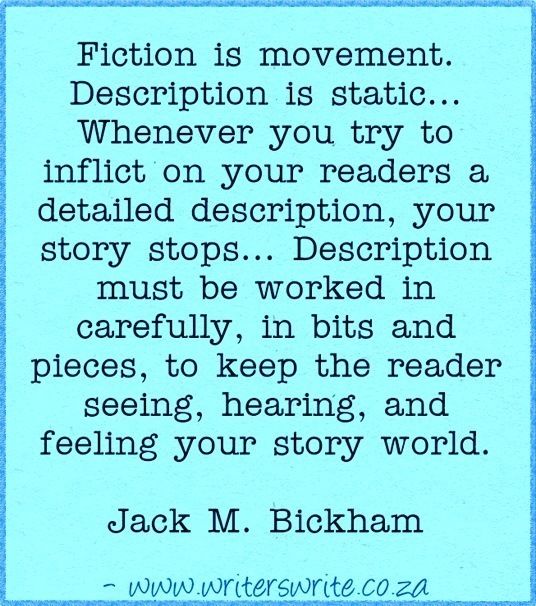 Fiction is movement.
Description is static...
Whenever you try to
inflict on your readers a
detailed description, your
story stops... Description
must be worked in
carefully, in bits and
pieces, to keep the reader
seeing, hearing, and
feeling your story world.
Jack M. Bickham
- www.writerswrite.co.za